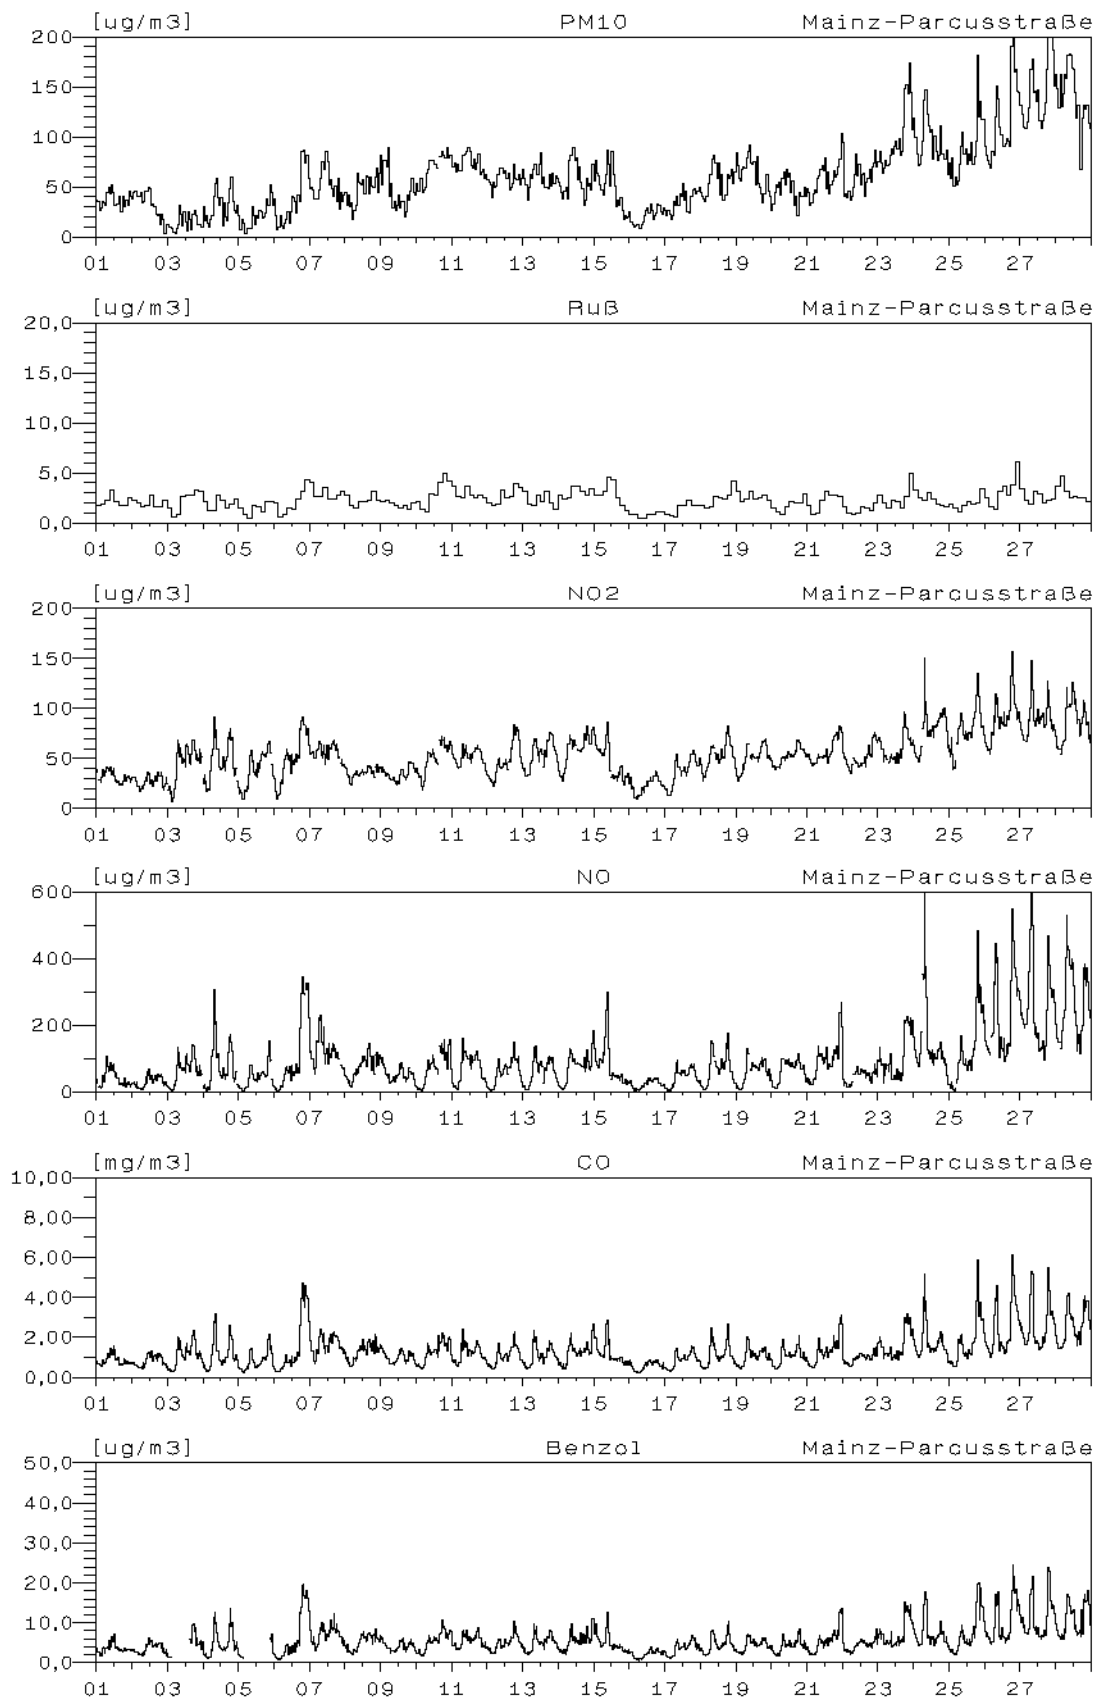 [ug/m3] PM10 Mainz-Parcusstraße
200
150
100
50
0
01 03 05 07 09 11 13 15 17 19 21 23 25 27
[ug/m3] Ruß Mainz-Parcusstraße
20,0
15,0
10,0
5,0
0,0
01 03 05 07 09 11 13 15 17 19 21 23 25 27
[ug/m3] NO2 Mainz-Parcusstraße
200
150
100
50
0
01 03 05 07 09 11 13 15 17 19 21 23 25 27
[ug/m3] NO Mainz-Parcusstraße
600
400
200
0
01 03 05 07 09 11 13 15 17 19 21 23 25 27
[mg/m3] CO Mainz-Parcusstraße
10,00
8,00
6,00
4,00
2,00
0,00
01 03 05 07 09 11 13 15 17 19 21 23 25 27
[ug/m3] Benzol Mainz-Parcusstraße
50,0
40,0
30,0
20,0
10,0
0,0
01 03 05 07 09 11 13 15 17 19 21 23 25 27